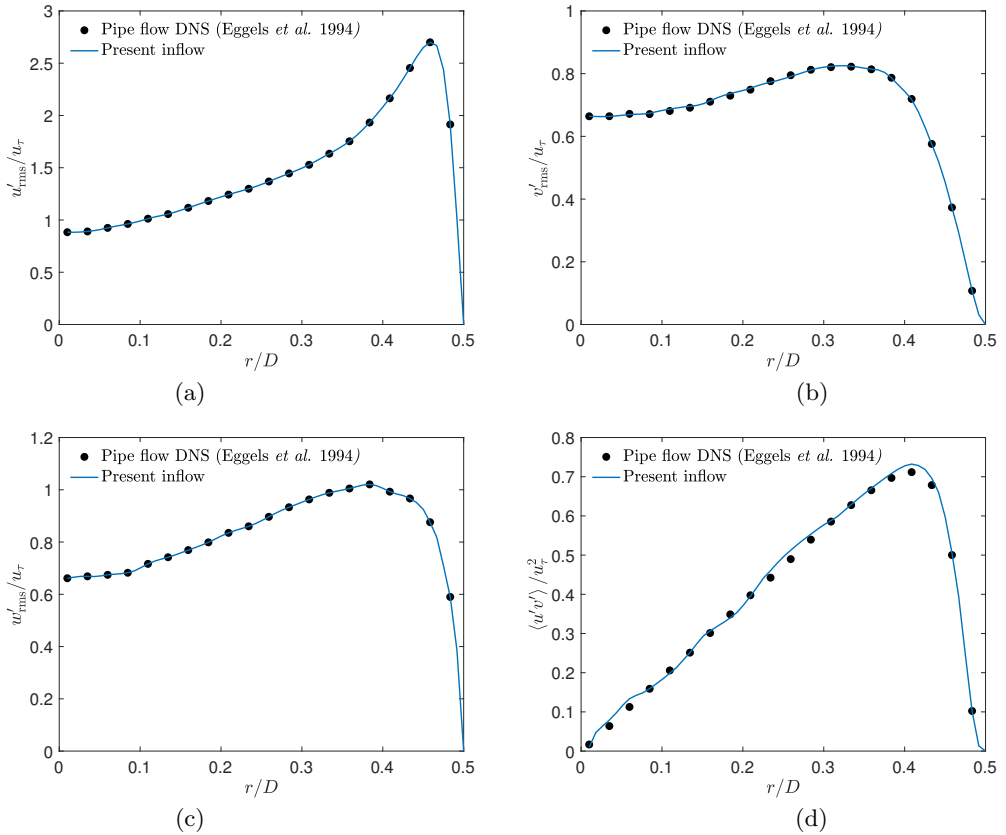 3
2.5
2
1.5
1
0.5
0
u′rms/uτ
Pipe flow DNS (Eggels et al. 1994)
Present inflow
0 0.1 0.2 0.3 0.4 0.5
r/D
(a)
1
0.8
0.6
0.4
0.2
0
v′rms/uτ
Pipe flow DNS (Eggels et al. 1994)
Present inflow
0 0.1 0.2 0.3 0.4 0.5
r/D
(b)
1.2
1
0.8
0.6
0.4
0.2
0
w′rms/uτ
Pipe flow DNS (Eggels et al. 1994)
Present inflow
0 0.1 0.2 0.3 0.4 0.5
r/D
(c)
0.8
0.7
0.6
0.5
0.4
0.3
0.2
0.1
0
⟨u′v′⟩/u²τ
Pipe flow DNS (Eggels et al. 1994)
Present inflow
0 0.1 0.2 0.3 0.4 0.5
r/D
(d)